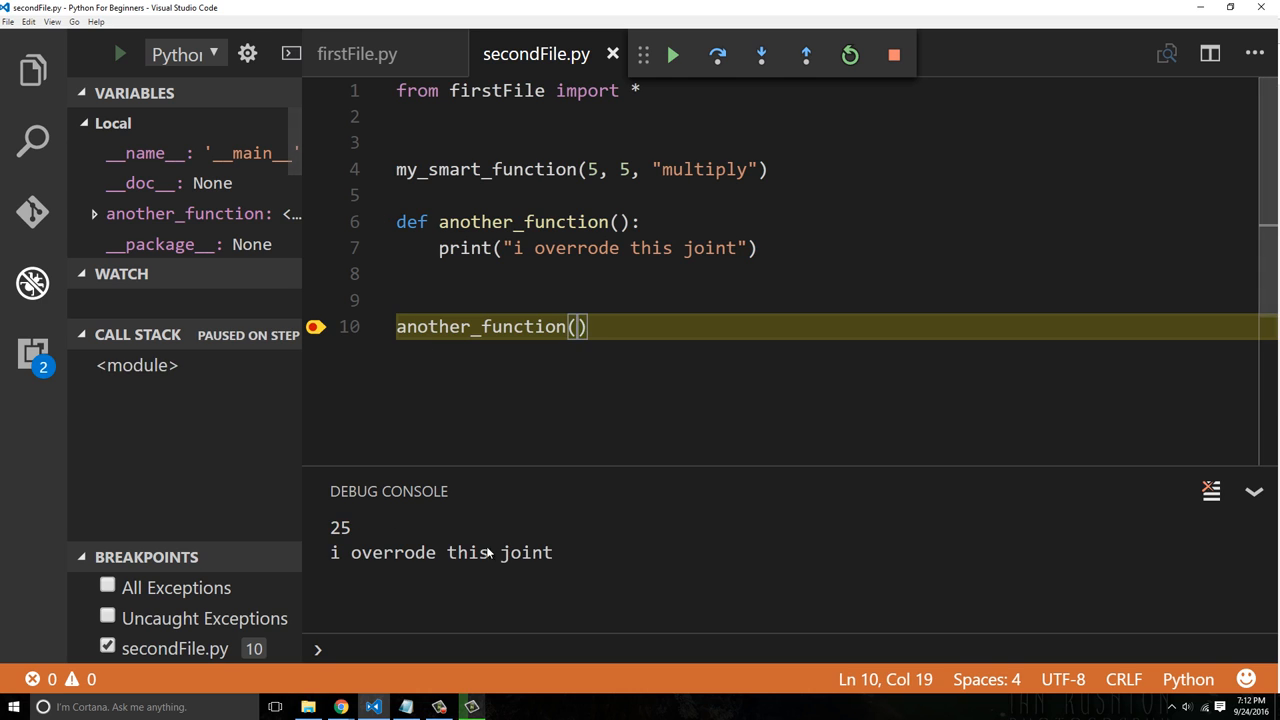 secondFile.py - Python For Beginners - Visual Studio Code
File Edit View Go Help
Python
firstFile.py
secondFile.py
VARIABLES
Local
__name__: '__main__'
__doc__: None
another_function: <…
__package__: None
WATCH
CALL STACK PAUSED ON STEP
<module>
BREAKPOINTS
All Exceptions
Uncaught Exceptions
secondFile.py 10
2
1 from firstFile import *
2
3
4 my_smart_function(5, 5, "multiply")
5
6 def another_function():
7 print("i overrode this joint")
8
9
10 another_function()
DEBUG CONSOLE
25
i overrode this joint
0 0
Ln 10, Col 19 Spaces: 4 UTF-8 CRLF Python
I'm Cortana. Ask me anything.
7:12 PM
9/24/2016